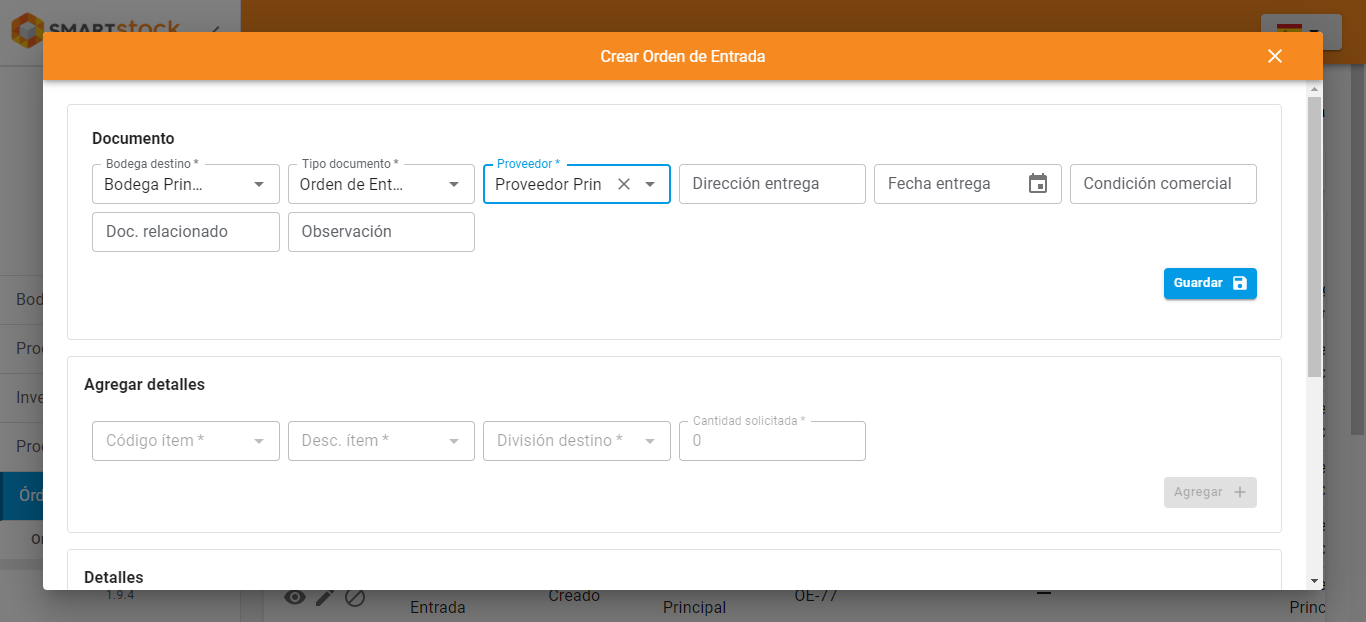 SMARTstock
Crear Orden de Entrada
Documento
Bodega destino *
Tipo documento *
Proveedor *
Bodega Prin...
Orden de Ent...
Proveedor Prin
Dirección entrega
Fecha entrega
Condición comercial
Doc. relacionado
Observación
Guardar
Agregar detalles
Cantidad solicitada *
Código ítem *
Desc. ítem *
División destino *
0
Agregar
Detalles
Bod
Proc
Inve
Proc
Órd
Or
1.9.4
Entrada
Creado
Principal
OE-77
Princ